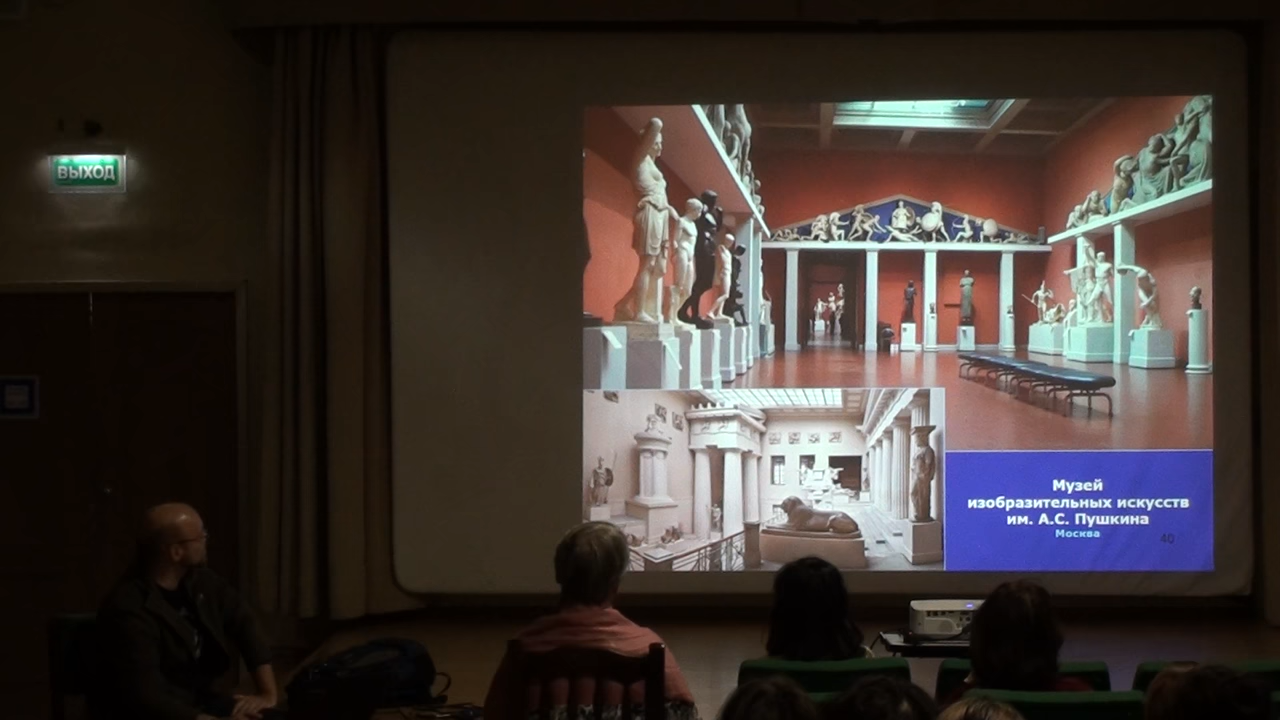 ВЫХОД
Музей
изобразительных искусств
им. А.С. Пушкина
Москва
40